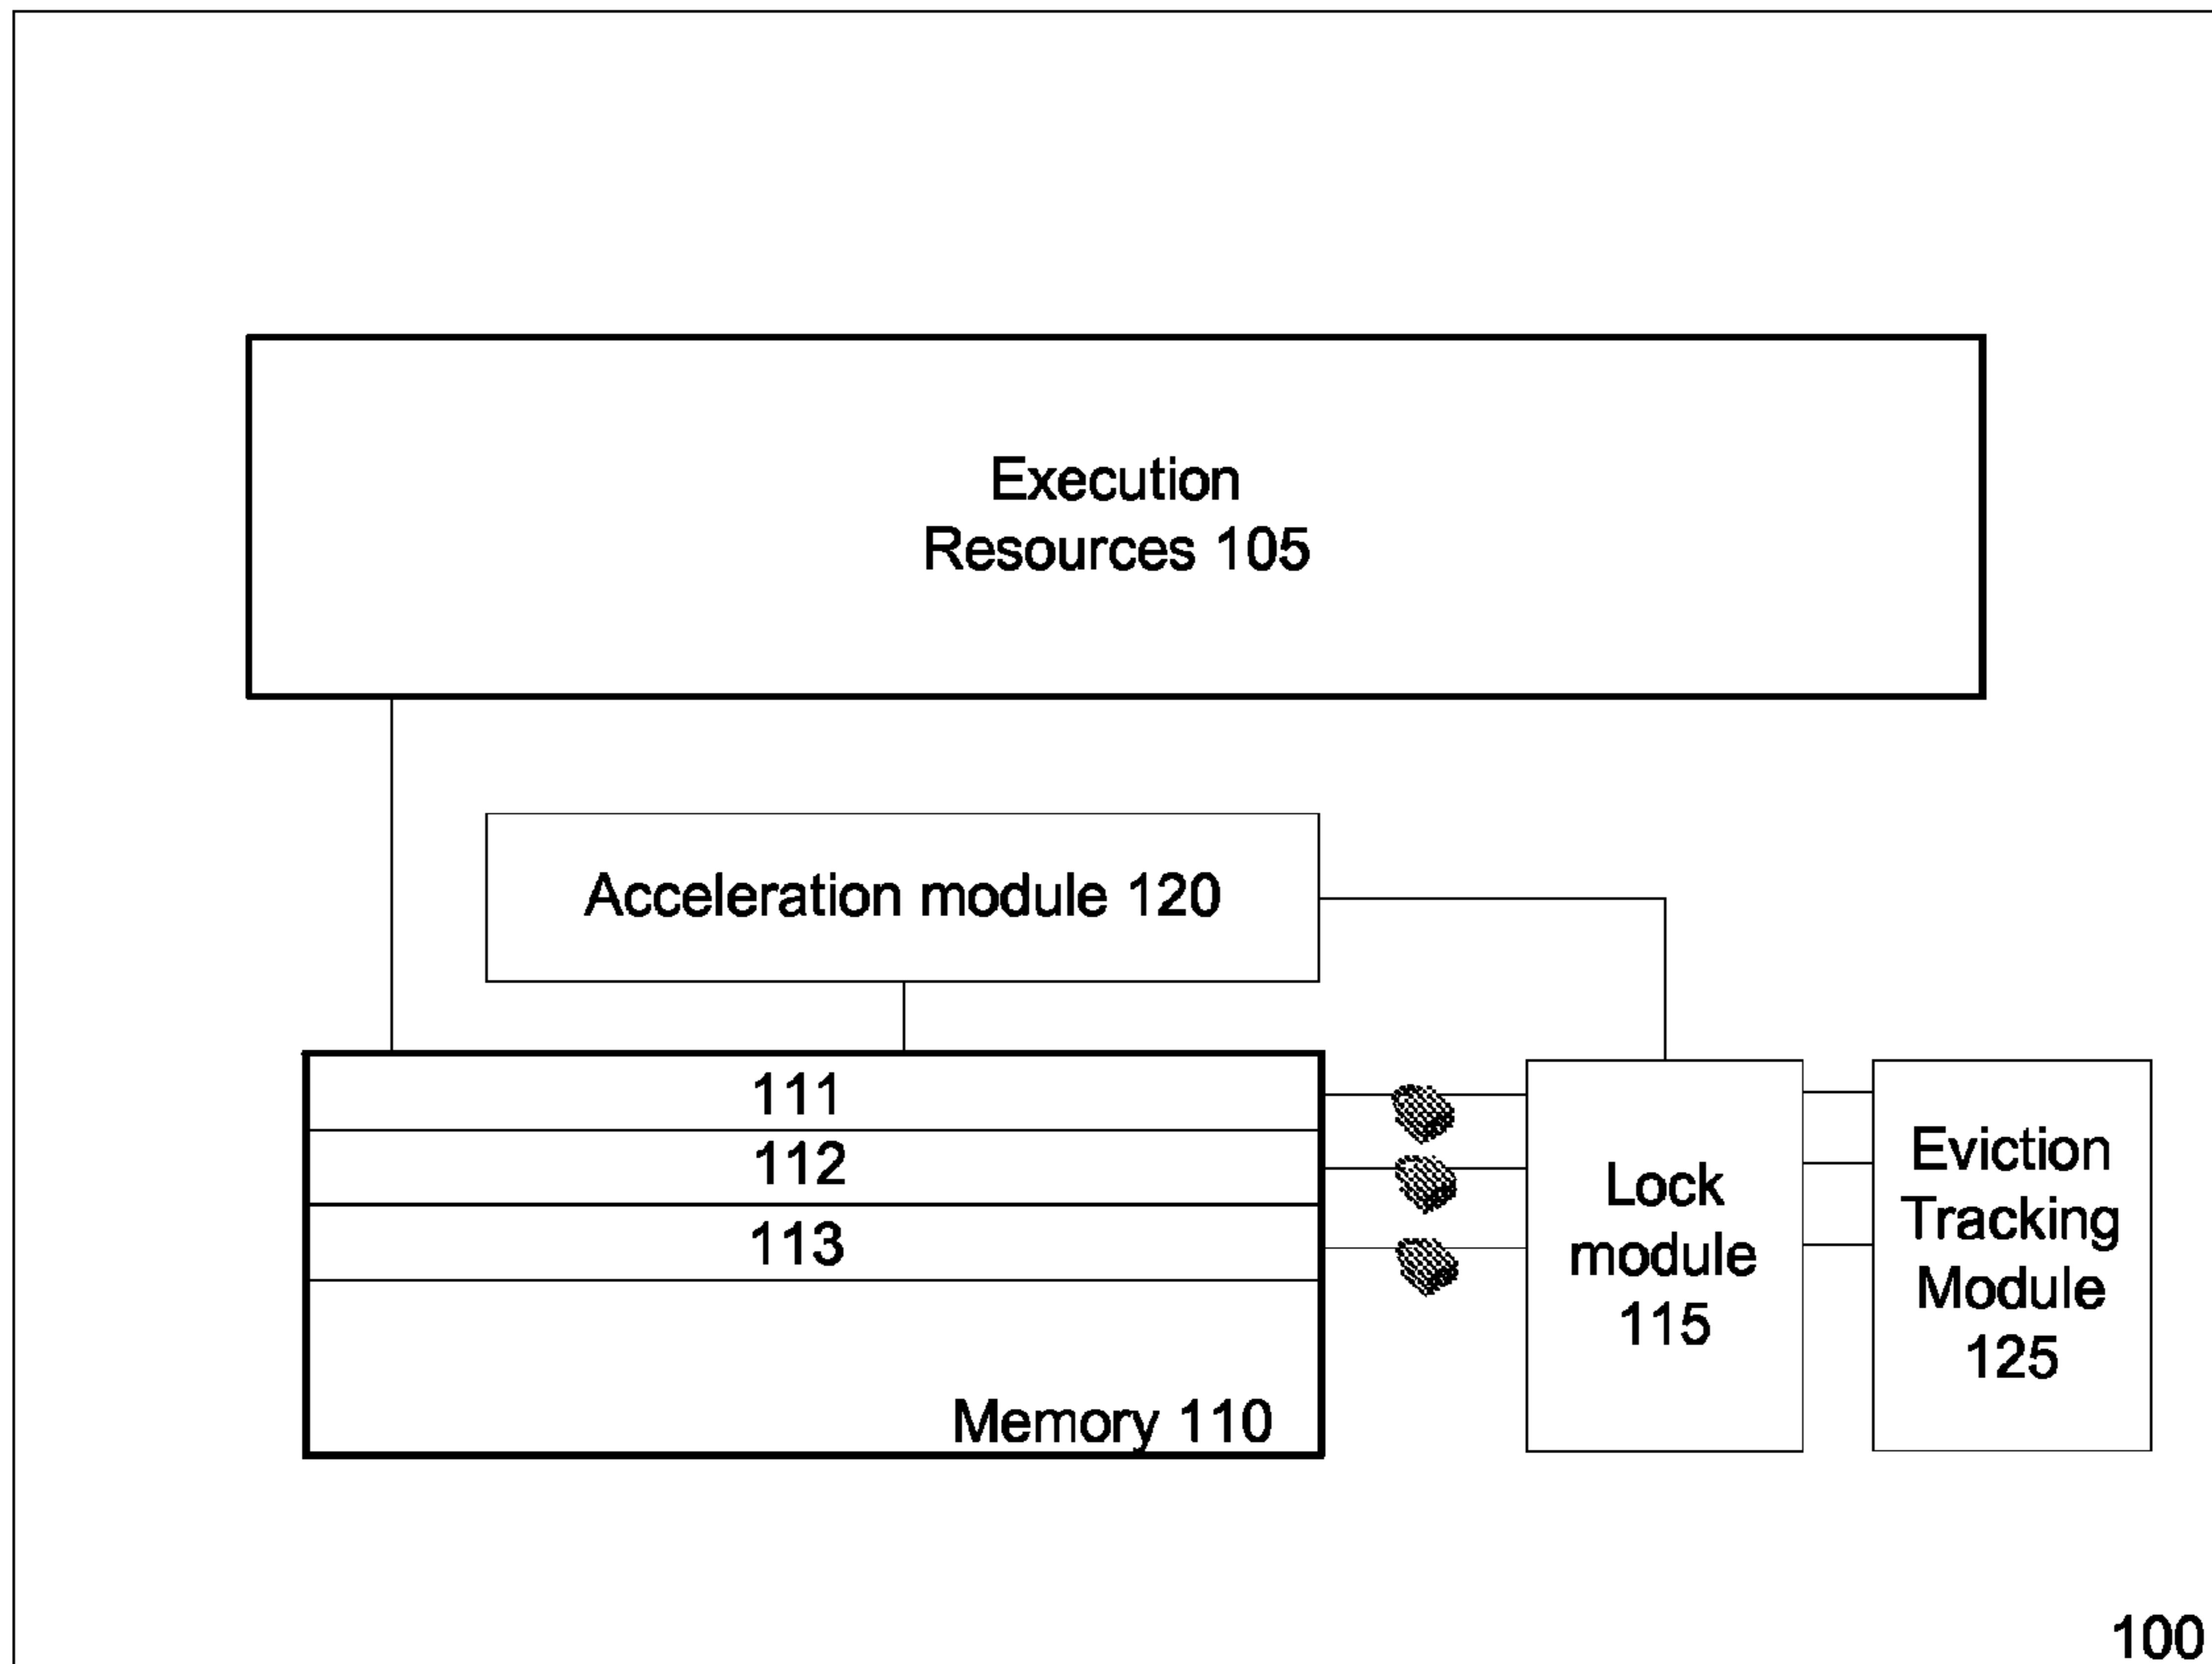 Execution
Resources 105
Acceleration module 120
111
112
113
Memory 110
Lock
module
115
Eviction
Tracking
Module
125
100